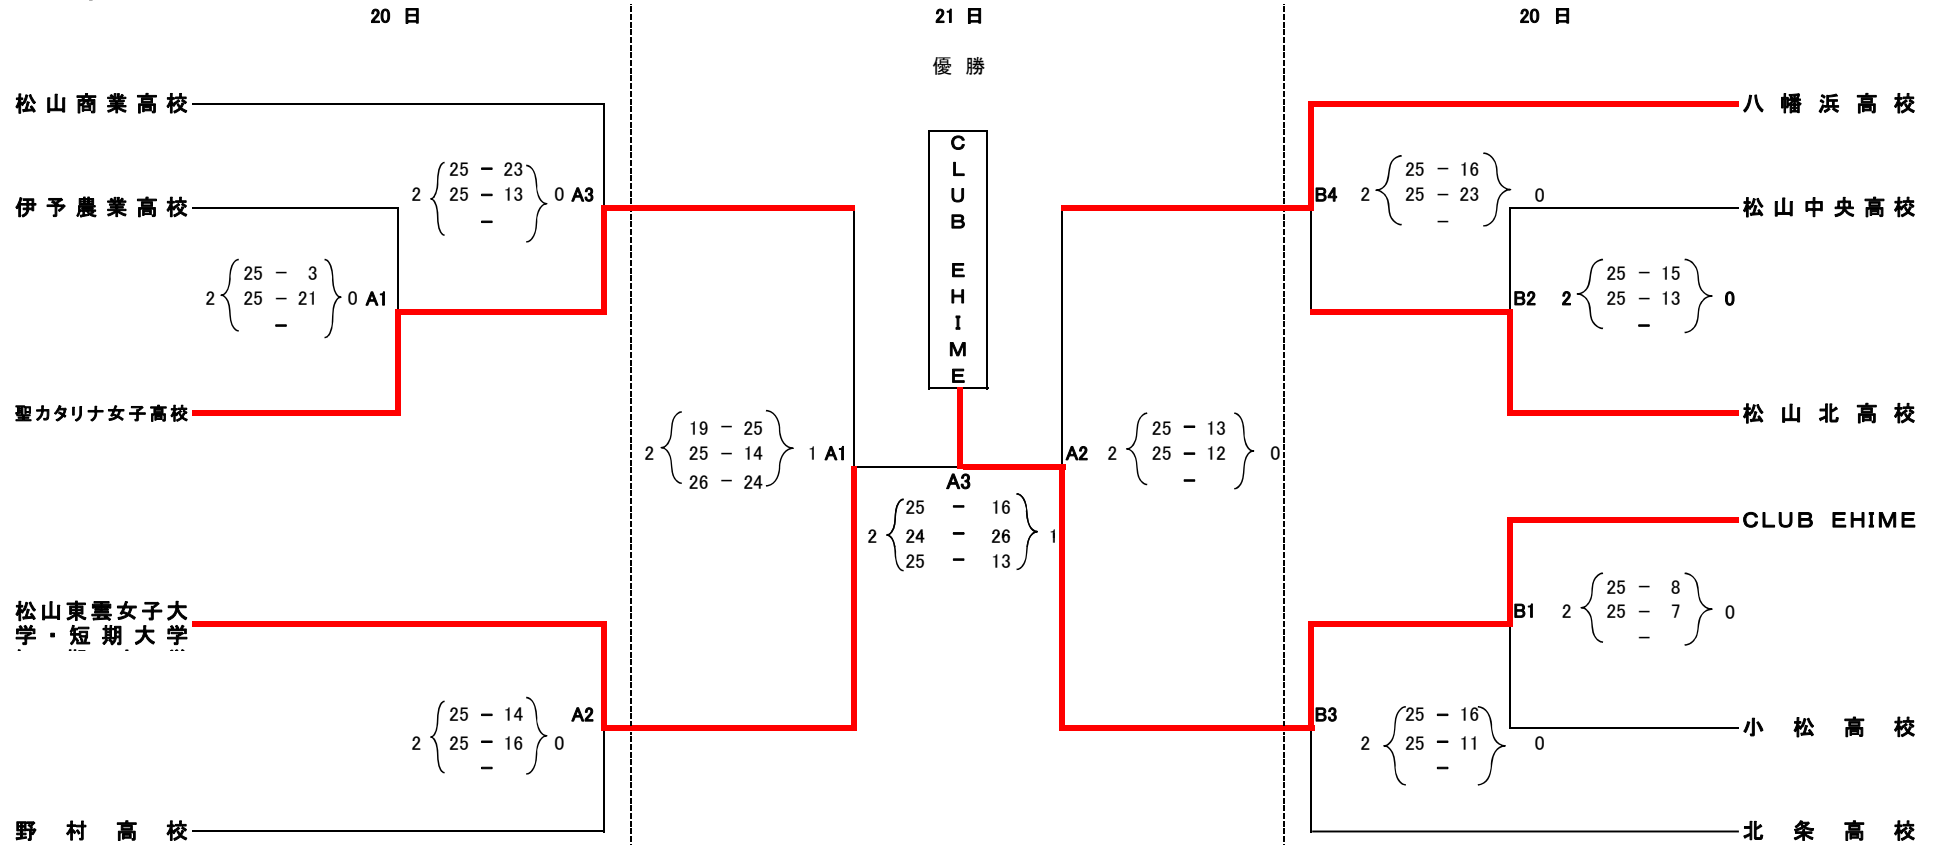 20 日
21 日
20 日
優 勝
松山商業高校
伊予農業高校
聖カタリナ女子高校
松山東雲女子大
学・短期大学
野村高校
25 − 23
2 25 − 13 0 A3
−
25 − 3
2 25 − 21 0 A1
−
25 − 14 A2
2 25 − 16 0
−
19 − 25
2 25 − 14 1 A1
26 − 24
CLUB EHIME
A3
25 − 16
2 24 − 26 1
25 − 13
25 − 13
A2 2 25 − 12 0
−
25 − 16
B4 2 25 − 23 0
−
25 − 15
B2 2 25 − 13 0
−
25 − 8
B1 2 25 − 7 0
−
B3 25 − 16
2 25 − 11 0
−
八幡浜高校
松山中央高校
松山北高校
CLUB EHIME
小松高校
北条高校